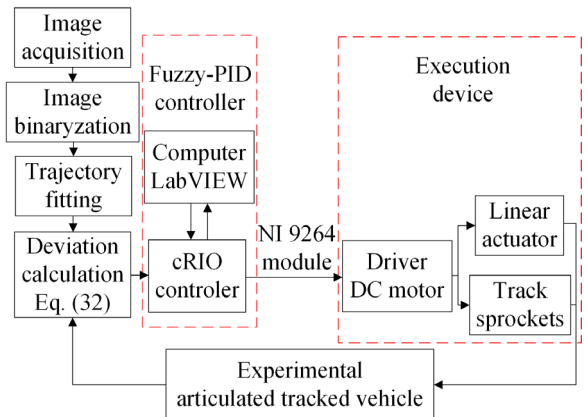 Image
acquisition
Image
binaryzation
Trajectory
fitting
Deviation
calculation
Eq. (32)
Fuzzy-PID
controller
Computer
LabVIEW
cRIO
controler
NI 9264
module
Execution
device
Driver
DC motor
Linear
actuator
Track
sprockets
Experimental
articulated tracked vehicle